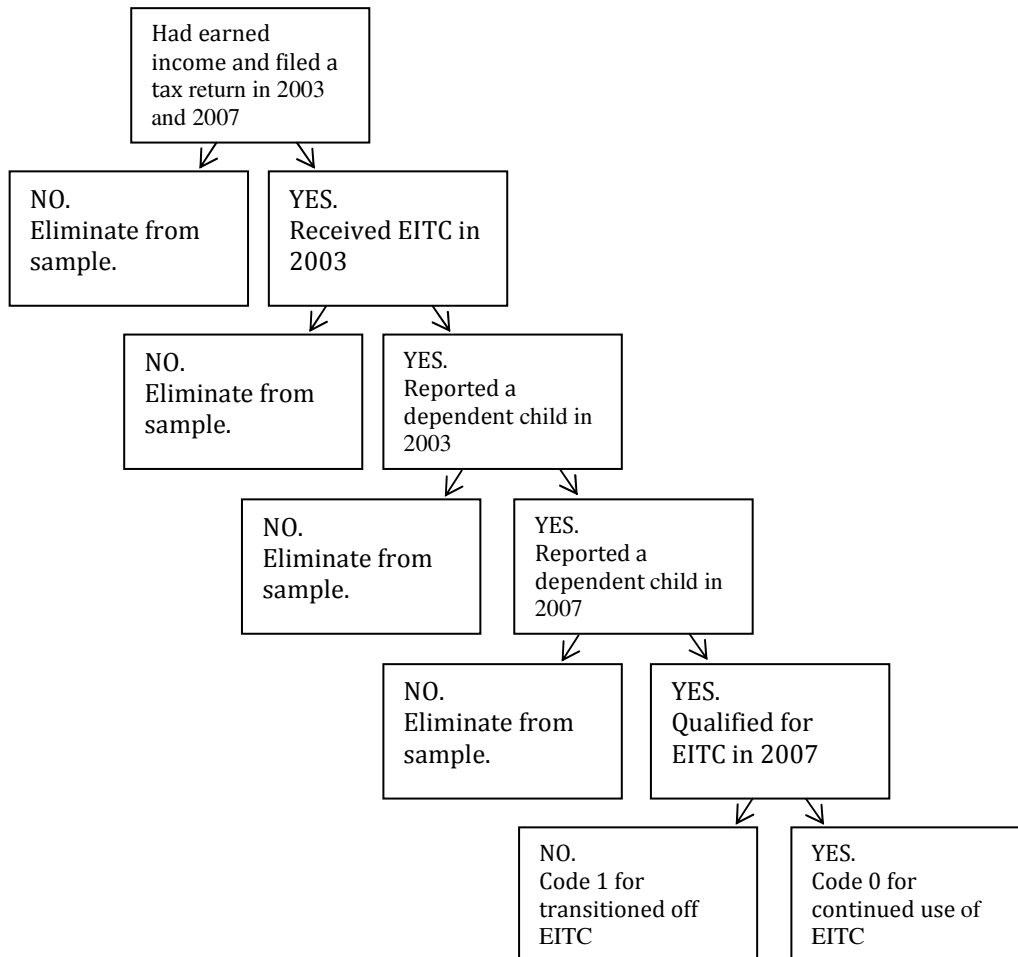 Had earned
income and filed a
tax return in 2003
and 2007
NO.
Eliminate from
sample.
YES.
Received EITC in
2003
NO.
Eliminate from
sample.
YES.
Reported a
dependent child in
2003
NO.
Eliminate from
sample.
YES.
Reported a
dependent child in
2007
NO.
Eliminate from
sample.
YES.
Qualified for
EITC in 2007
NO.
Code 1 for
transitioned off
EITC
YES.
Code 0 for
continued use of
EITC